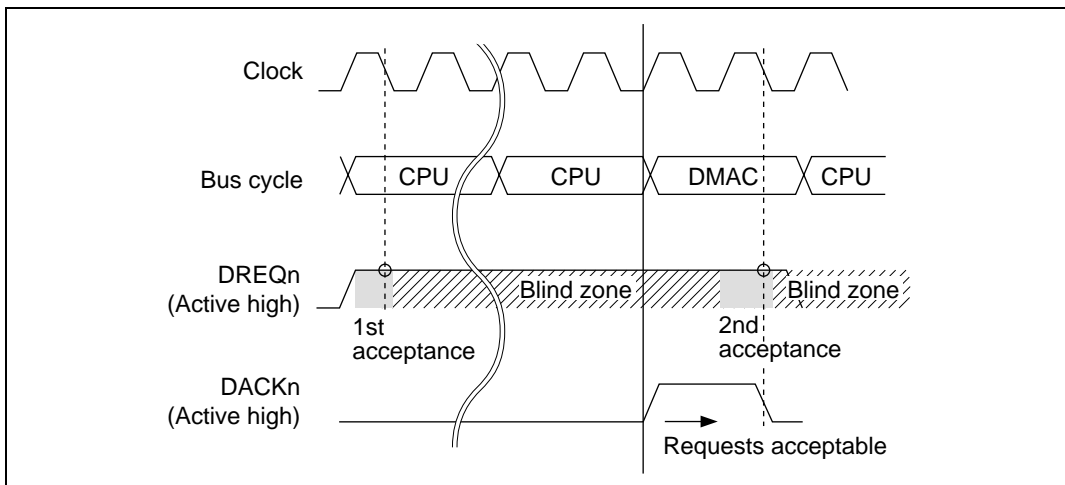 Clock
Bus cycle
CPU
CPU
DMAC
CPU
DREQn
(Active high)
Blind zone
Blind zone
1st
acceptance
2nd
acceptance
DACKn
(Active high)
Requests acceptable